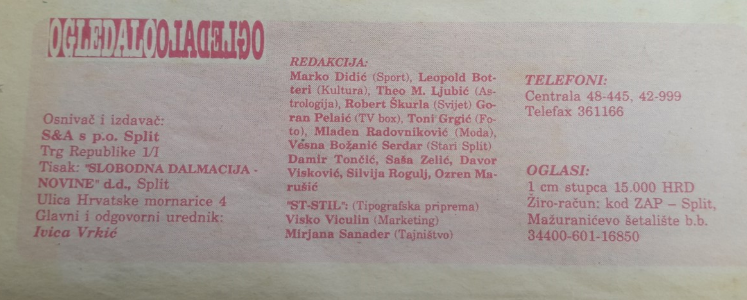 OGLEDALOOGLEDALO
Osnivač i izdavač:
S&A s p.o. Split
Trg Republike 1/I
Tisak: "SLOBODNA DALMACIJA -
NOVINE" d.d., Split
Ulica Hrvatske mornarice 4
Glavni i odgovorni urednik:
Ivica Vrkić
REDAKCIJA:
Marko Didić (Sport), Leopold Bot-
teri (Kultura), Theo M. Ljubić (As-
trologija), Robert Škurla (Svijet) Go-
ran Pelaić (TV box), Toni Grgić (Fo-
to), Mladen Radovniković (Moda),
Vesna Božanić Serdar (Stari Split)
Damir Tončić, Saša Zelić, Davor
Visković, Silvija Rogulj, Ozren Ma-
rušić
"ST-STIL": (Tipografska priprema)
Visko Viculin (Marketing)
Mirjana Sanader (Tajništvo)
TELEFONI:
Centrala 48-445, 42-999
Telefax 361166
OGLASI:
1 cm stupca 15.000 HRD
Žiro-račun: kod ZAP – Split,
Mažuranićevo šetalište b.b.
34400-601-16850